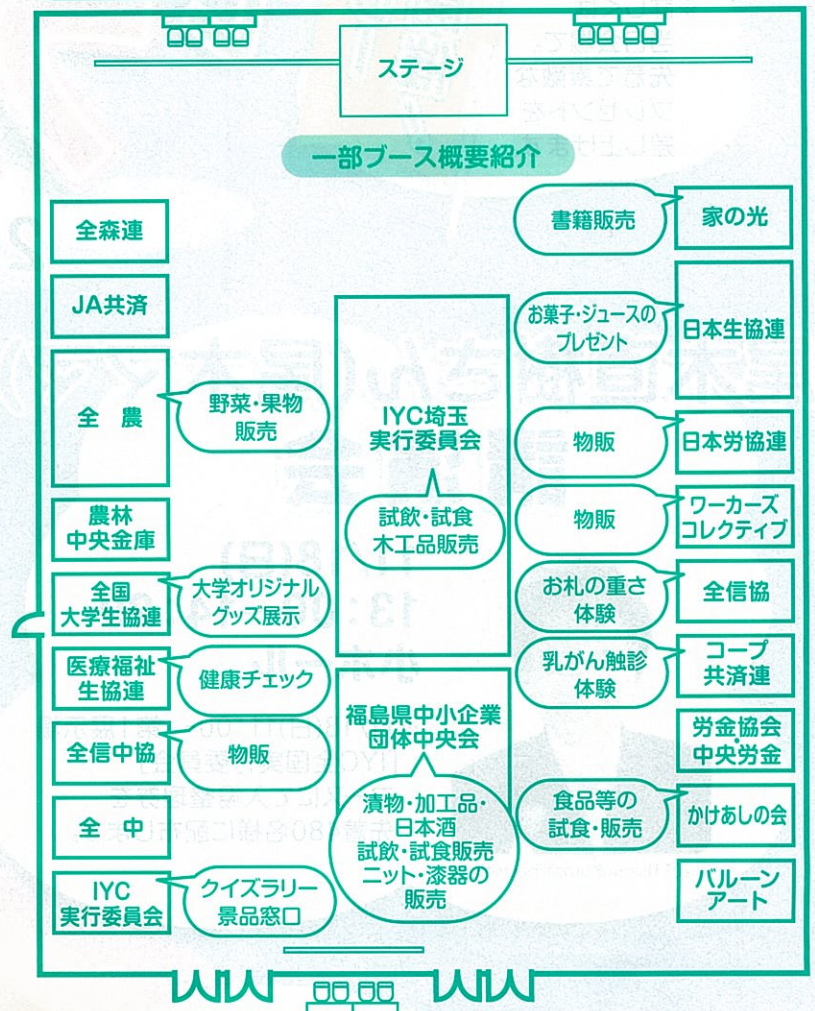 ステージ
一部ブース概要紹介
全森連
JA共済
全農
野菜・果物
販売
農林
中央金庫
全国
大学生協連
大学オリジナル
グッズ展示
医療福祉
生協連
健康チェック
全信中協
物販
全中
IYC
実行委員会
クイズラリー
景品窓口
IYC埼玉
実行委員会
試飲・試食
木工品販売
福島県中小企業
団体中央会
漬物・加工品・
日本酒
試飲・試食販売
ニット・漆器の
販売
書籍販売
家の光
お菓子・ジュースの
プレゼント
日本生協連
物販
日本労協連
物販
ワーカーズ
コレクティブ
お札の重さ
体験
全信協
乳がん触診
体験
コープ
共済連
労金協会
・
中央労金
食品等の
試食・販売
かけあしの会
バルーン
アート